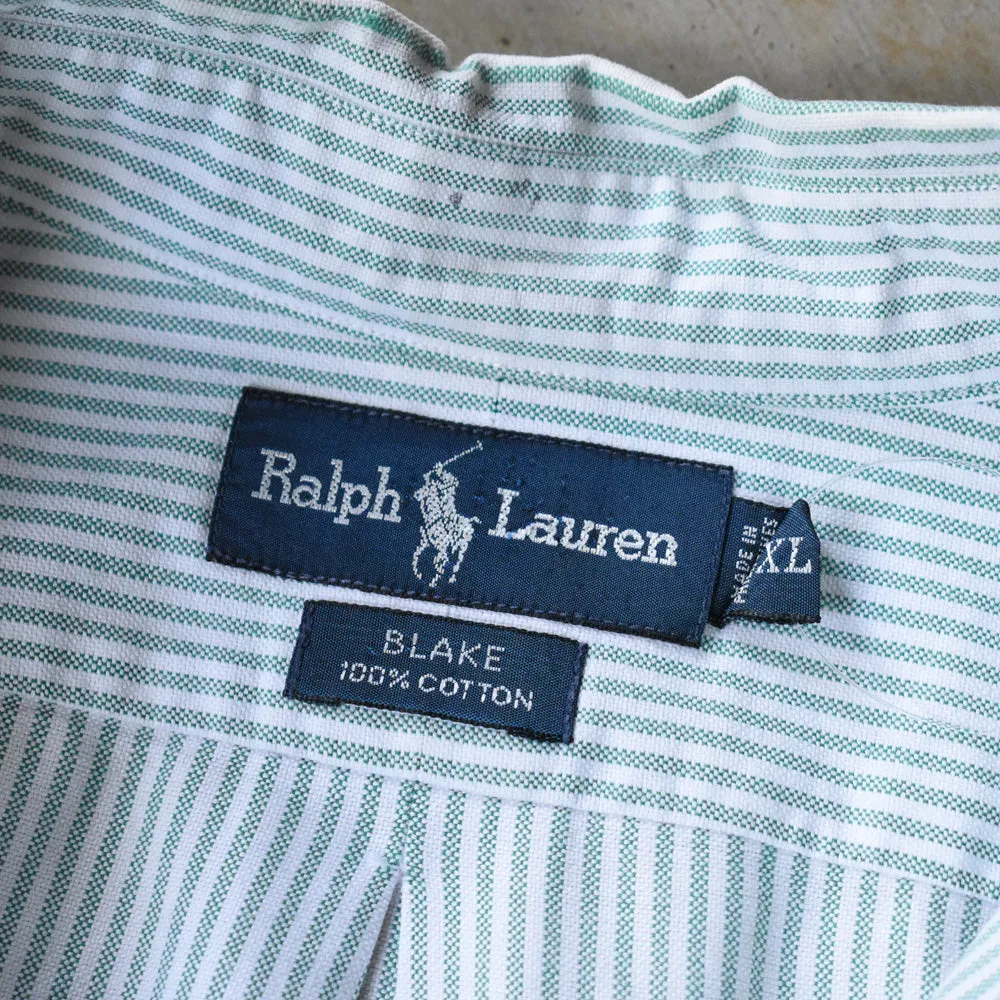 Ralph Lauren
BLAKE
100% COTTON
XL
MADE IN